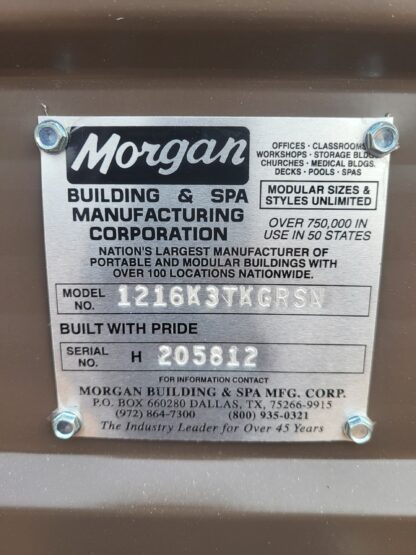 Morgan
OFFICES · CLASSROOMS
WORKSHOPS · STORAGE BLDGS
CHURCHES · MEDICAL BLDGS.
DECKS · POOLS · SPAS
MODULAR SIZES &
STYLES UNLIMITED
BUILDING & SPA
MANUFACTURING
CORPORATION
OVER 750,000 IN
USE IN 50 STATES
NATION'S LARGEST MANUFACTURER OF
PORTABLE AND MODULAR BUILDINGS WITH
OVER 100 LOCATIONS NATIONWIDE.
MODEL NO. 1216K3TKGRSN
BUILT WITH PRIDE
SERIAL NO. H 205812
FOR INFORMATION CONTACT
MORGAN BUILDING & SPA MFG. CORP.
P.O. BOX 660280 DALLAS, TX, 75266-9915
(972) 864-7300 (800) 935-0321
The Industry Leader for Over 45 Years